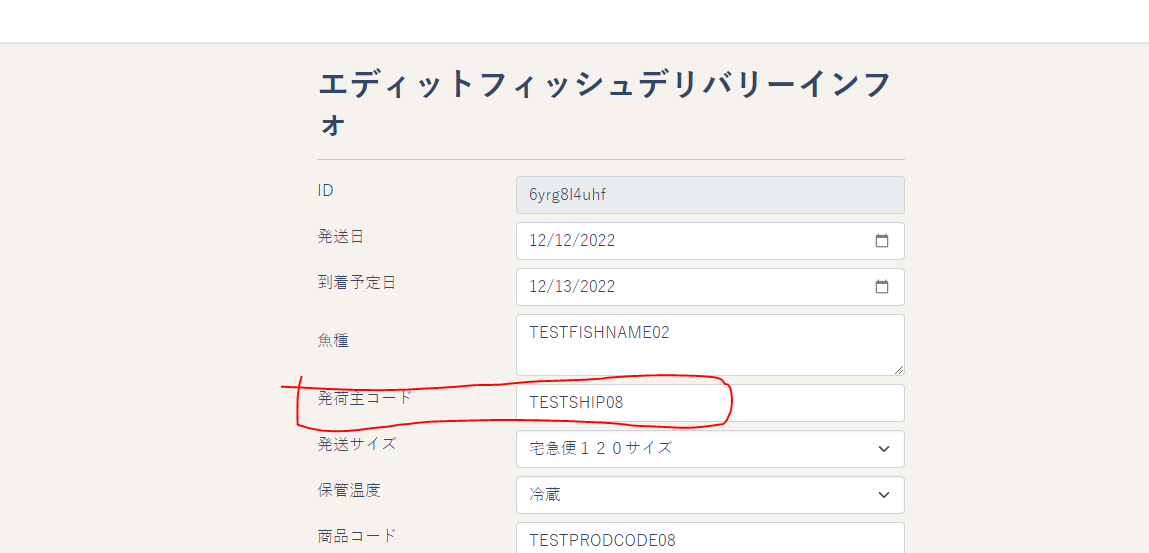 エディットフィッシュデリバリーインフ
ォ
ID
6yrg8l4uhf
発送日
12/12/2022
到着予定日
12/13/2022
魚種
TESTFISHNAME02
発荷主コード
TESTSHIP08
発送サイズ
宅急便１２０サイズ
保管温度
冷蔵
商品コード
TESTPRODCODE08